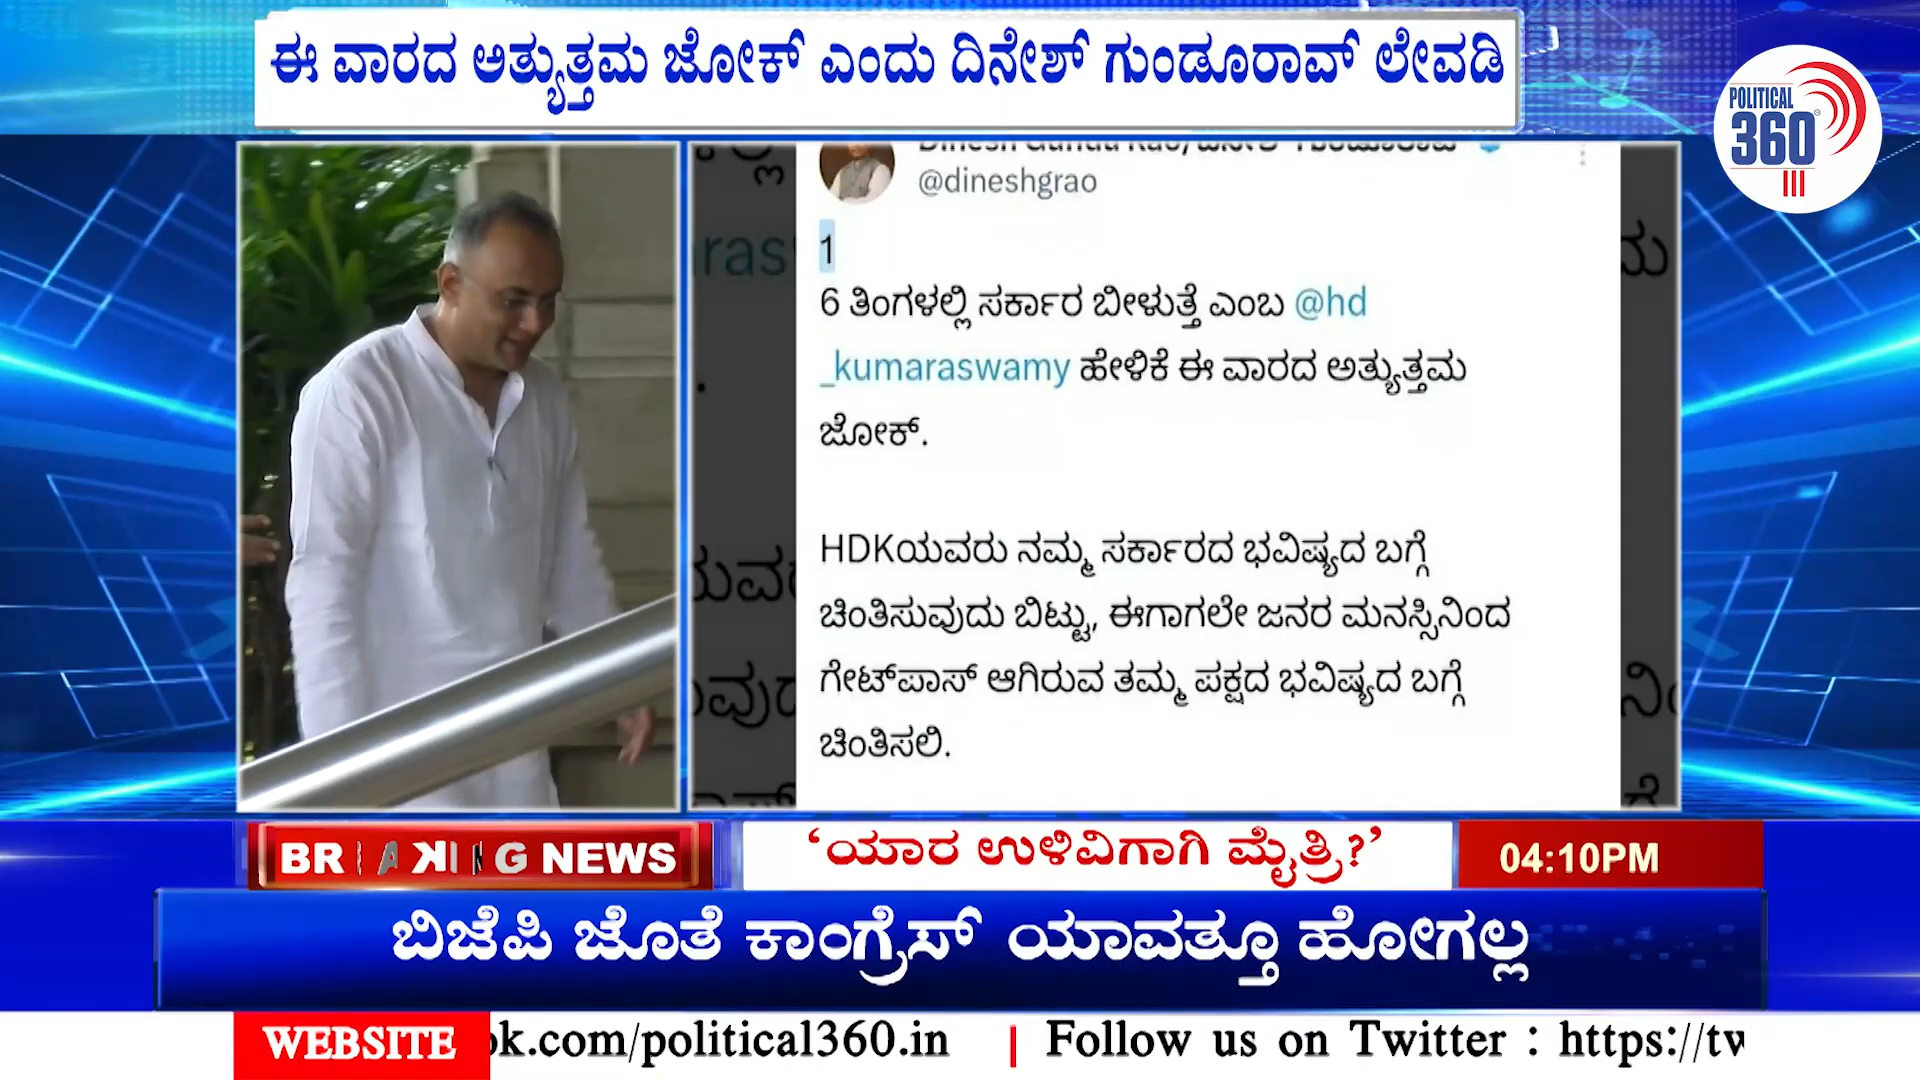 ಈ ವಾರದ ಅತ್ಯುತ್ತಮ ಜೋಕ್ ಎಂದು ದಿನೇಶ್ ಗುಂಡೂರಾವ್ ಲೇವಡಿ
POLITICAL
360
@dineshgrao
1
6 ತಿಂಗಳಲ್ಲಿ ಸರ್ಕಾರ ಬೀಳುತ್ತೆ ಎಂಬ @hd
_kumaraswamy ಹೇಳಿಕೆ ಈ ವಾರದ ಅತ್ಯುತ್ತಮ
ಜೋಕ್.
HDKಯವರು ನಮ್ಮ ಸರ್ಕಾರದ ಭವಿಷ್ಯದ ಬಗ್ಗೆ
ಚಿಂತಿಸುವುದು ಬಿಟ್ಟು, ಈಗಾಗಲೇ ಜನರ ಮನಸ್ಸಿನಿಂದ
ಗೇಟ್‌ಪಾಸ್ ಆಗಿರುವ ತಮ್ಮ ಪಕ್ಷದ ಭವಿಷ್ಯದ ಬಗ್ಗೆ
ಚಿಂತಿಸಲಿ.
BREAKING NEWS
‘ಯಾರ ಉಳಿವಿಗಾಗಿ ಮೈತ್ರಿ?’
04:10PM
ಬಿಜೆಪಿ ಜೊತೆ ಕಾಂಗ್ರೆಸ್ ಯಾವತ್ತೂ ಹೋಗಲ್ಲ
WEBSITE ok.com/political360.in | Follow us on Twitter : https://tw